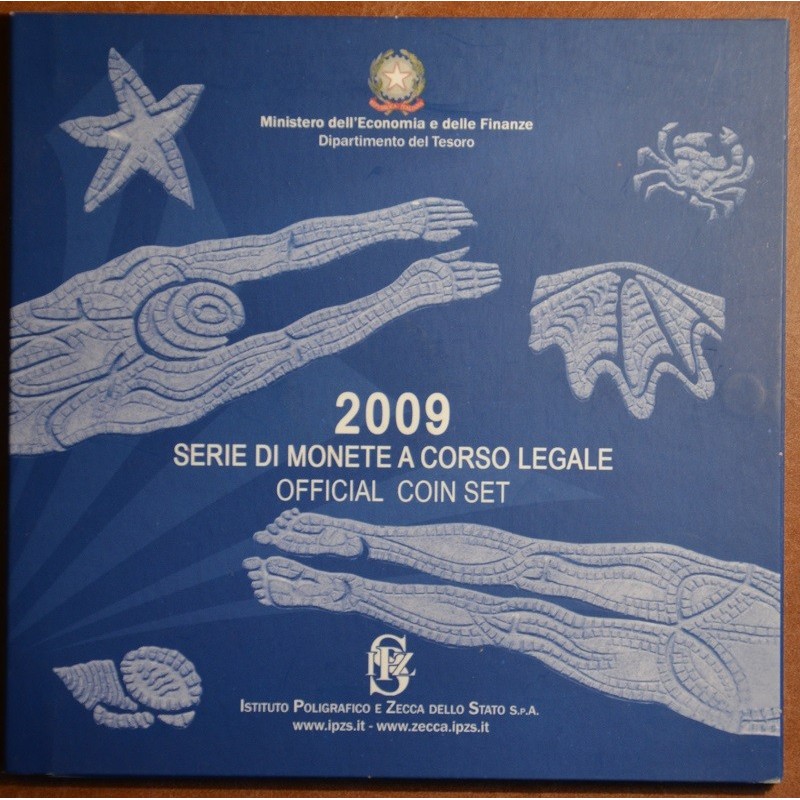 Ministero dell'Economia e delle Finanze
Dipartimento del Tesoro
2009
SERIE DI MONETE A CORSO LEGALE
OFFICIAL COIN SET
IPZS
ISTITUTO POLIGRAFICO E ZECCA DELLO STATO S.P.A.
www.ipzs.it - www.zecca.ipzs.it